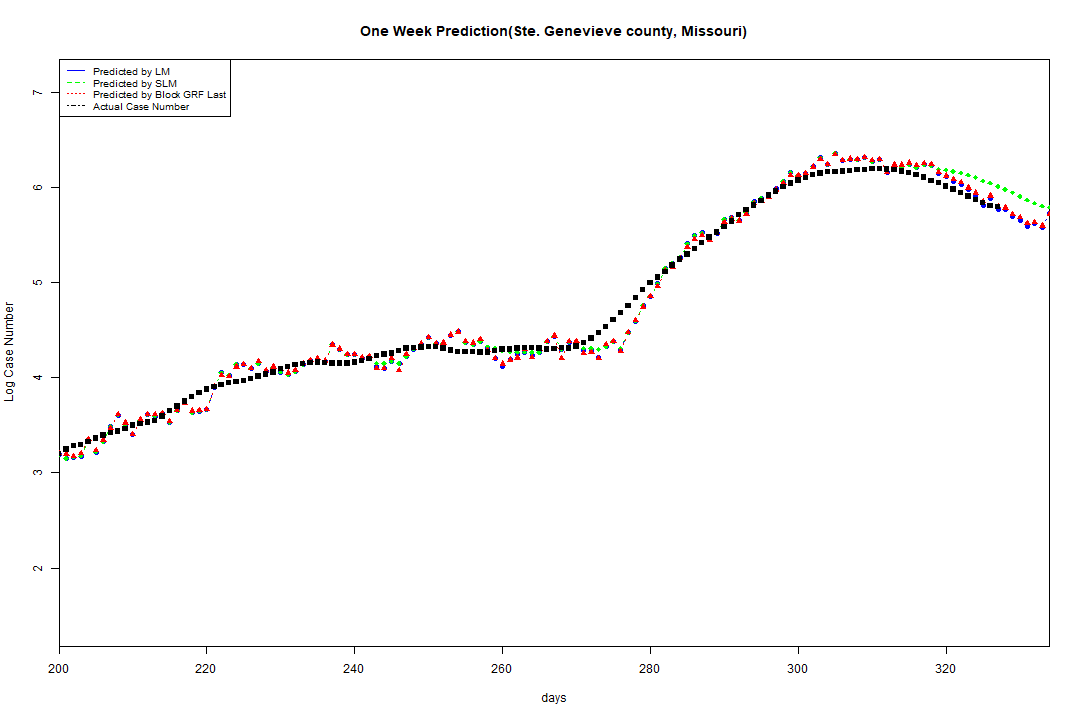 One Week Prediction(Ste. Genevieve county, Missouri)
Predicted by LM
Predicted by SLM
Predicted by Block GRF Last
Actual Case Number
7
6
5
4
3
2
Log Case Number
200 220 240 260 280 300 320
days